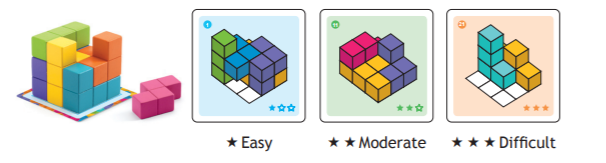 ★ Easy
★ ★ Moderate
★ ★ ★ Difficult